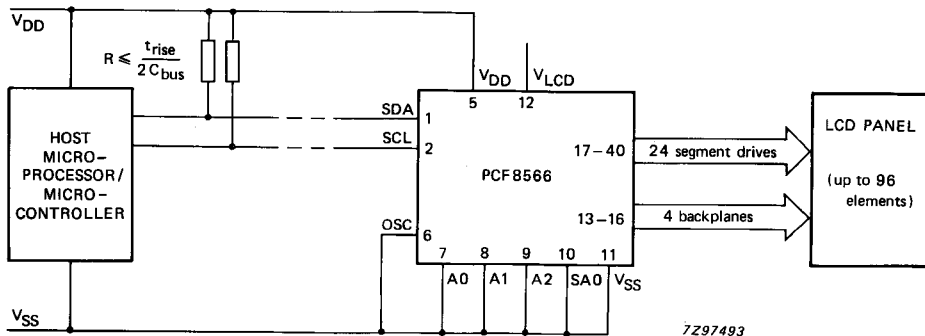 VDD
R ⩽ trise
2 Cbus
VDD
VLCD
5
12
HOST
MICRO–
PROCESSOR/
MICRO–
CONTROLLER
SDA
1
SCL
2
PCF8566
17–40
24 segment drives
13–16
4 backplanes
LCD PANEL
(up to 96
elements)
OSC
6
7
8
9
10
11
A0
A1
A2
SA0
VSS
VSS
7Z97493